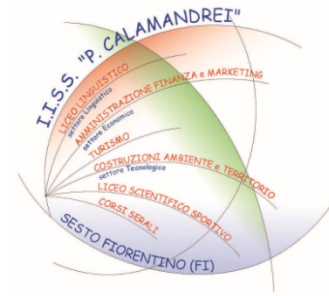 I.I.S.S. "P. CALAMANDREI"
LICEO LINGUISTICO
settore Linguistico
AMMINISTRAZIONE FINANZA e MARKETING
settore Economico
TURISMO
COSTRUZIONI AMBIENTE e TERRITORIO
settore Tecnologico
LICEO SCIENTIFICO SPORTIVO
CORSI SERALI
SESTO FIORENTINO (FI)